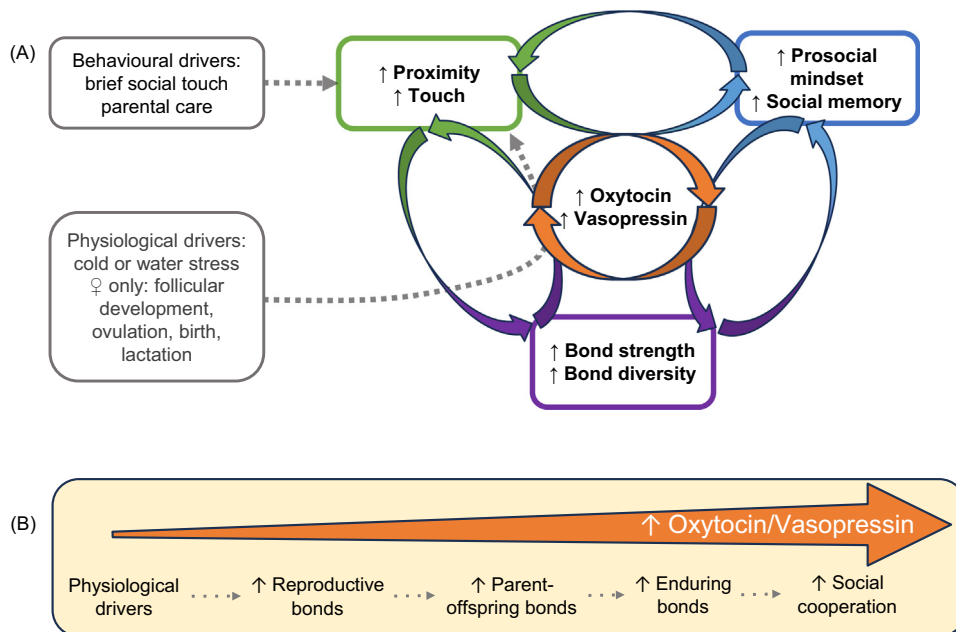 (A)
Behavioural drivers:
brief social touch
parental care
↑ Proximity
↑ Touch
↑ Prosocial
mindset
↑ Social memory
↑ Oxytocin
↑ Vasopressin
Physiological drivers:
cold or water stress
♀ only: follicular
development,
ovulation, birth,
lactation
↑ Bond strength
↑ Bond diversity
(B)
↑ Oxytocin/Vasopressin
Physiological
drivers
↑ Reproductive
bonds
↑ Parent-
offspring bonds
↑ Enduring
bonds
↑ Social
cooperation